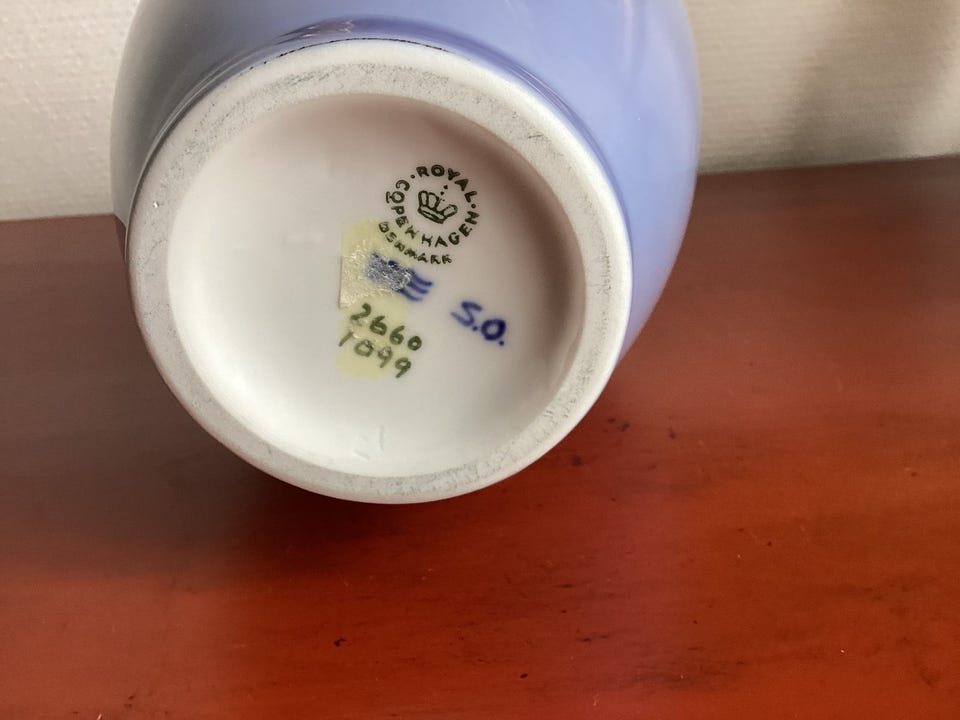 ROYAL
COPENHAGEN
DENMARK
S.O.
2660
1099